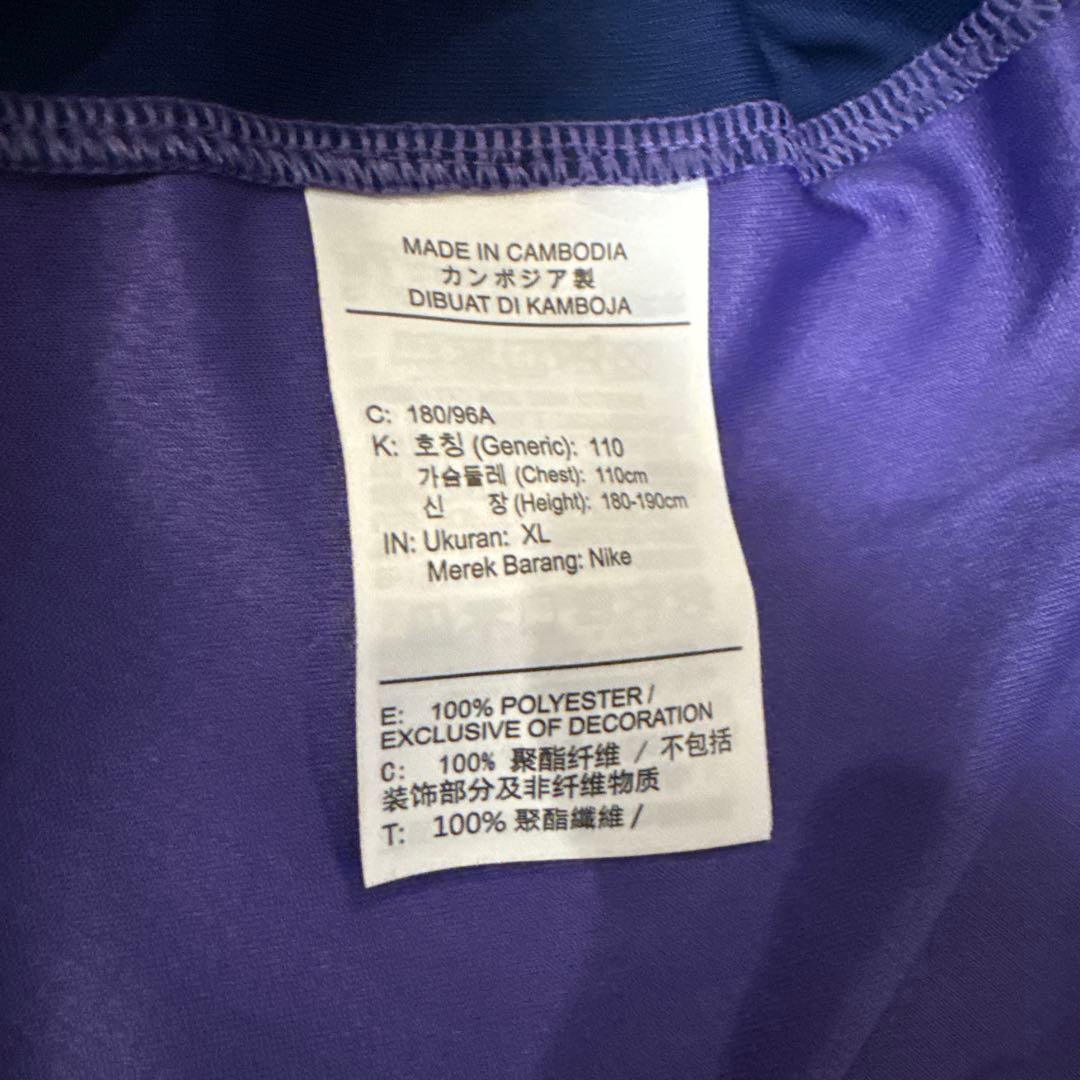 MADE IN CAMBODIA
カンボジア製
DIBUAT DI KAMBOJA
C: 180/96A
K: 호칭 (Generic): 110
가슴둘레 (Chest): 110cm
신 장 (Height): 180-190cm
IN: Ukuran: XL
Merek Barang: Nike
E: 100% POLYESTER /
EXCLUSIVE OF DECORATION
C: 100% 聚酯纤维 / 不包括
装饰部分及非纤维物质
T: 100% 聚酯纖維 /